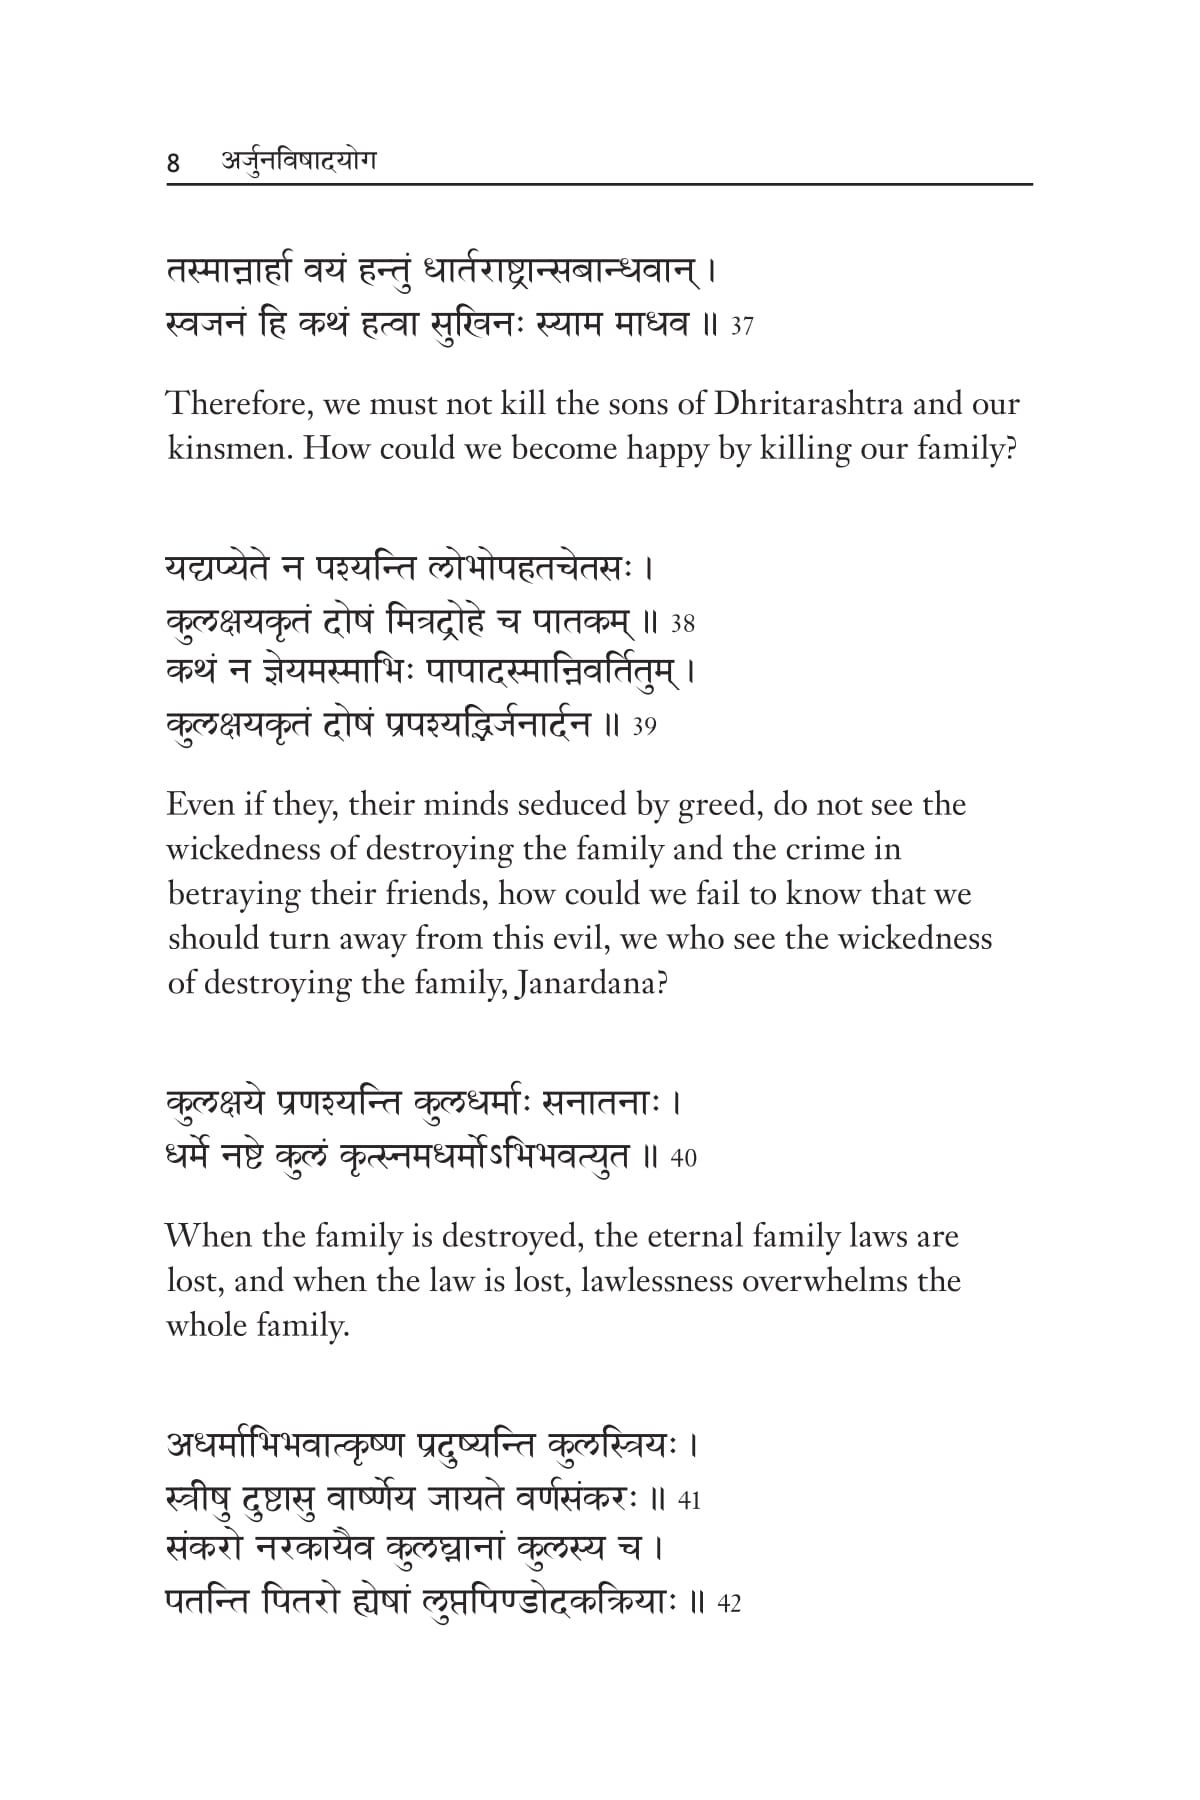 8 अर्जुनविषादयोग
तस्मान्नार्हा वयं हन्तुं धार्तराष्ट्रान्सबान्धवान् ।
स्वजनं हि कथं हत्वा सुखिनः स्याम माधव ॥ 37
Therefore, we must not kill the sons of Dhritarashtra and our
kinsmen. How could we become happy by killing our family?
यद्यप्येते न पश्यन्ति लोभोपहतचेतसः ।
कुलक्षयकृतं दोषं मित्रद्रोहे च पातकम् ॥ 38
कथं न ज्ञेयमस्माभिः पापादस्मान्निवर्तितुम् ।
कुलक्षयकृतं दोषं प्रपश्यद्भिर्जनार्दन ॥ 39
Even if they, their minds seduced by greed, do not see the
wickedness of destroying the family and the crime in
betraying their friends, how could we fail to know that we
should turn away from this evil, we who see the wickedness
of destroying the family, Janardana?
कुलक्षये प्रणश्यन्ति कुलधर्माः सनातनाः ।
धर्मे नष्टे कुलं कृत्स्नमधर्मोऽभिभवत्युत ॥ 40
When the family is destroyed, the eternal family laws are
lost, and when the law is lost, lawlessness overwhelms the
whole family.
अधर्माभिभवात्कृष्ण प्रदुष्यन्ति कुलस्त्रियः ।
स्त्रीषु दुष्टासु वार्ष्णेय जायते वर्णसंकरः ॥ 41
संकरो नरकायैव कुलघ्नानां कुलस्य च ।
पतन्ति पितरो ह्येषां लुप्तपिण्डोदकक्रियाः ॥ 42